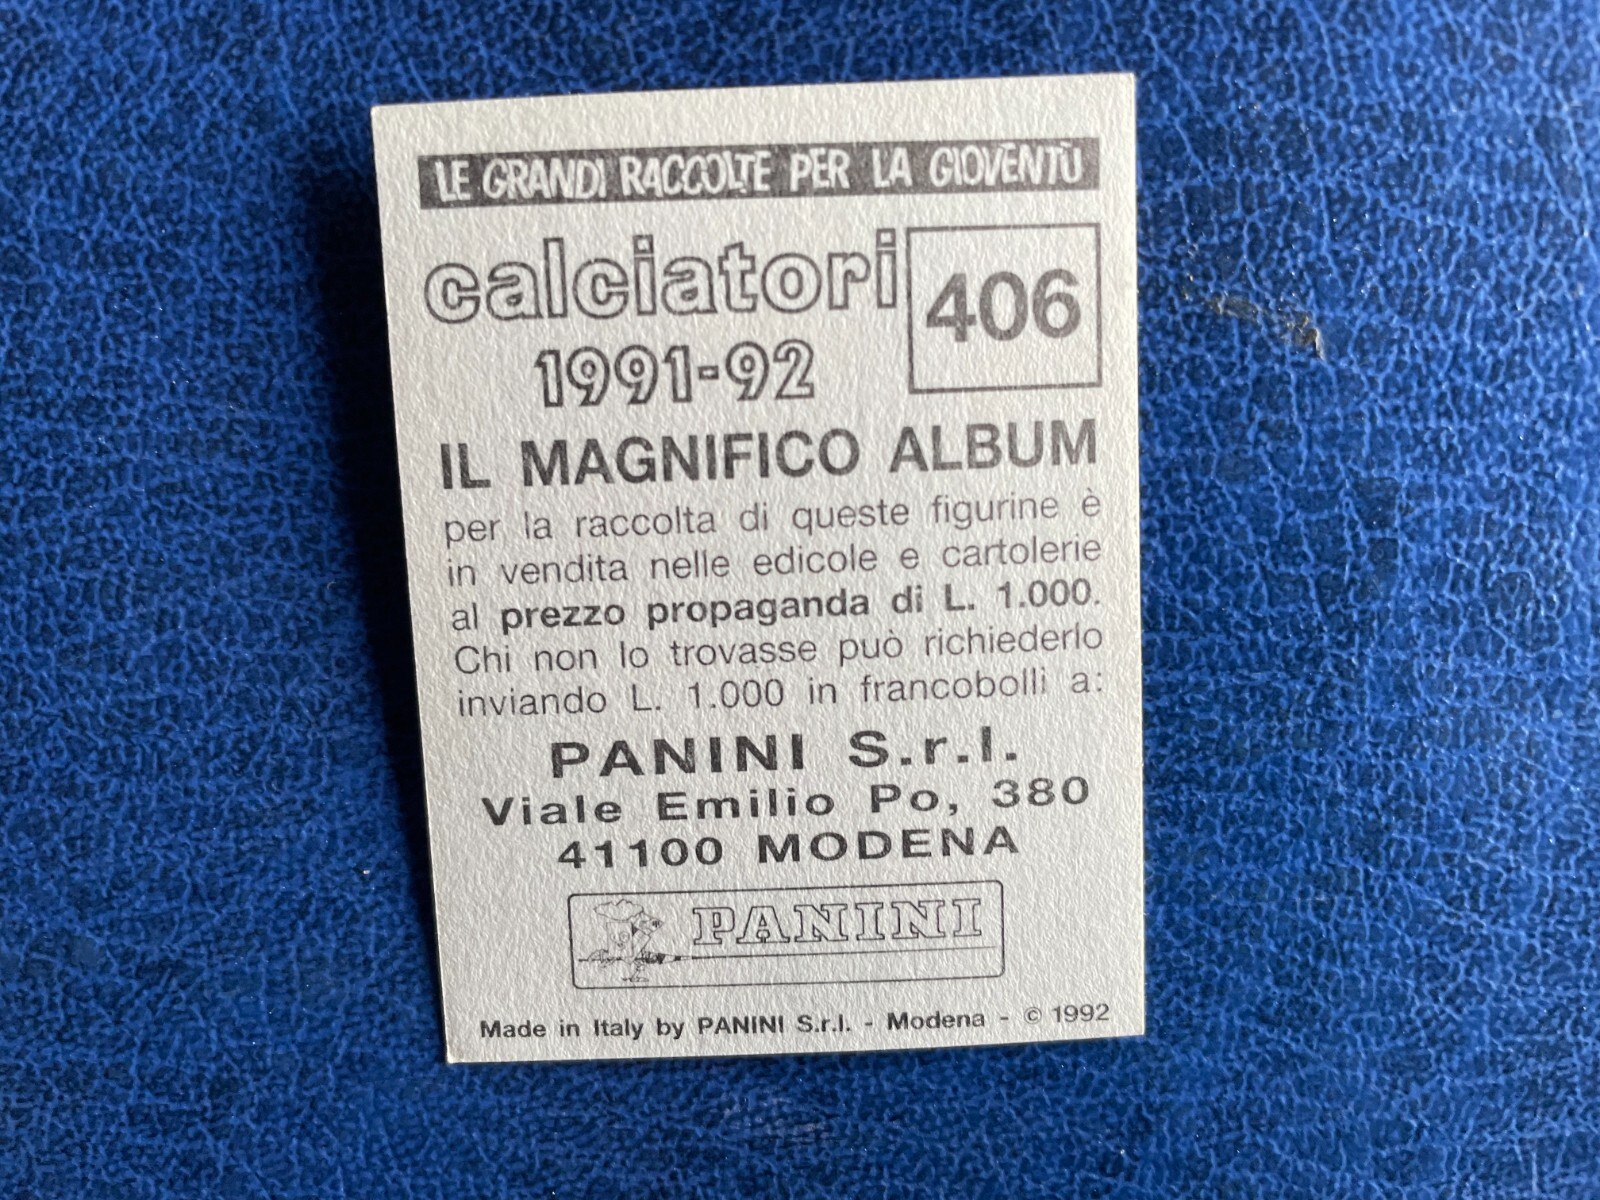 LE GRANDI RACCOLTE PER LA GIOVENTÙ
calciatori
406
1991-92
IL MAGNIFICO ALBUM
per la raccolta di queste figurine è
in vendita nelle edicole e cartolerie
al prezzo propaganda di L. 1.000.
Chi non lo trovasse può richiederlo
inviando L. 1.000 in francobolli a:
PANINI S.r.l.
Viale Emilio Po, 380
41100 MODENA
PANINI
Made in Italy by PANINI S.r.l. - Modena - © 1992